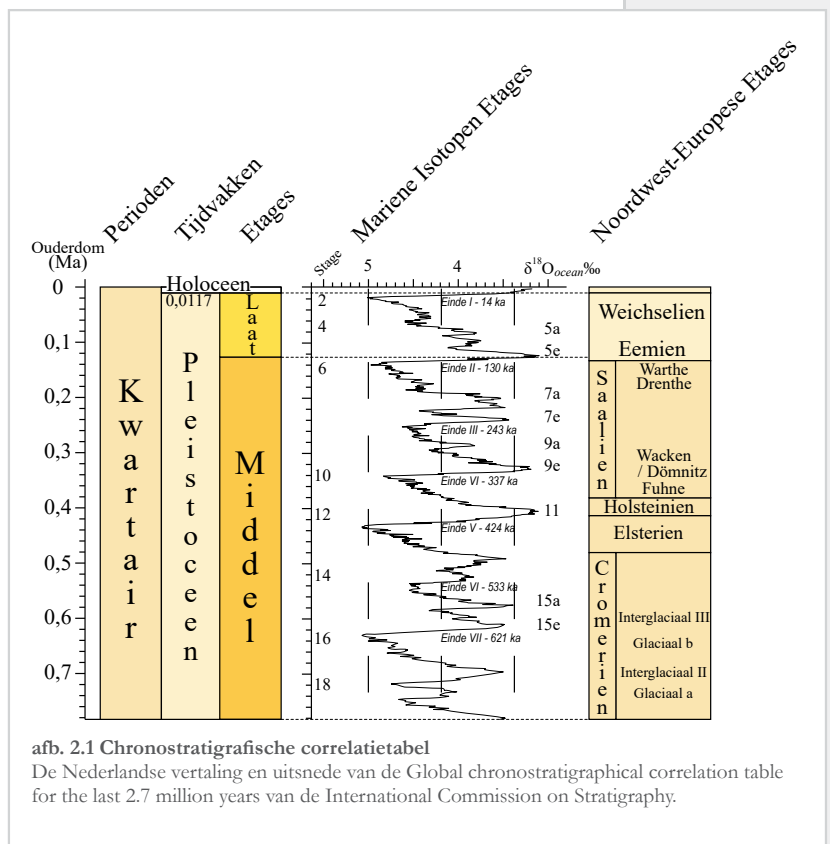 Perioden
Tijdvakken
Etages
Mariene Isotopen Etages
Noordwest-Europese Etages
Ouderdom
(Ma)
Stage
5
4
δ¹⁸Oocean‰
0
0,1
0,2
0,3
0,4
0,5
0,6
0,7
Kwartair
Holoceen
0,0117
Pleistoceen
Laat
Middel
2
4
6
10
12
14
16
18
Einde I - 14 ka
Einde II - 130 ka
Einde III - 243 ka
Einde VI - 337 ka
Einde V - 424 ka
Einde VI - 533 ka
Einde VII - 621 ka
5a
5e
7a
7e
9a
9e
11
15a
15e
Weichselien
Eemien
Saalien
Warthe
Drenthe
Wacken
/ Dömnitz
Fuhne
Holsteinien
Elsterien
Cromerien
Interglaciaal III
Glaciaal b
Interglaciaal II
Glaciaal a
afb. 2.1 Chronostratigrafische correlatietabel
De Nederlandse vertaling en uitsnede van de Global chronostratigraphical correlation table
for the last 2.7 million years van de International Commission on Stratigraphy.